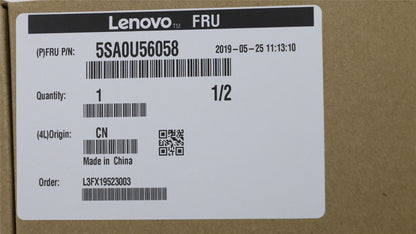 Lenovo™ FRU
(P)FRU P/N: 5SA0U56058 2019-05-25 11:13:10
Quantity: 1 1/2
(4L)Origin: CN
Made in China
Order: L3FX19523003